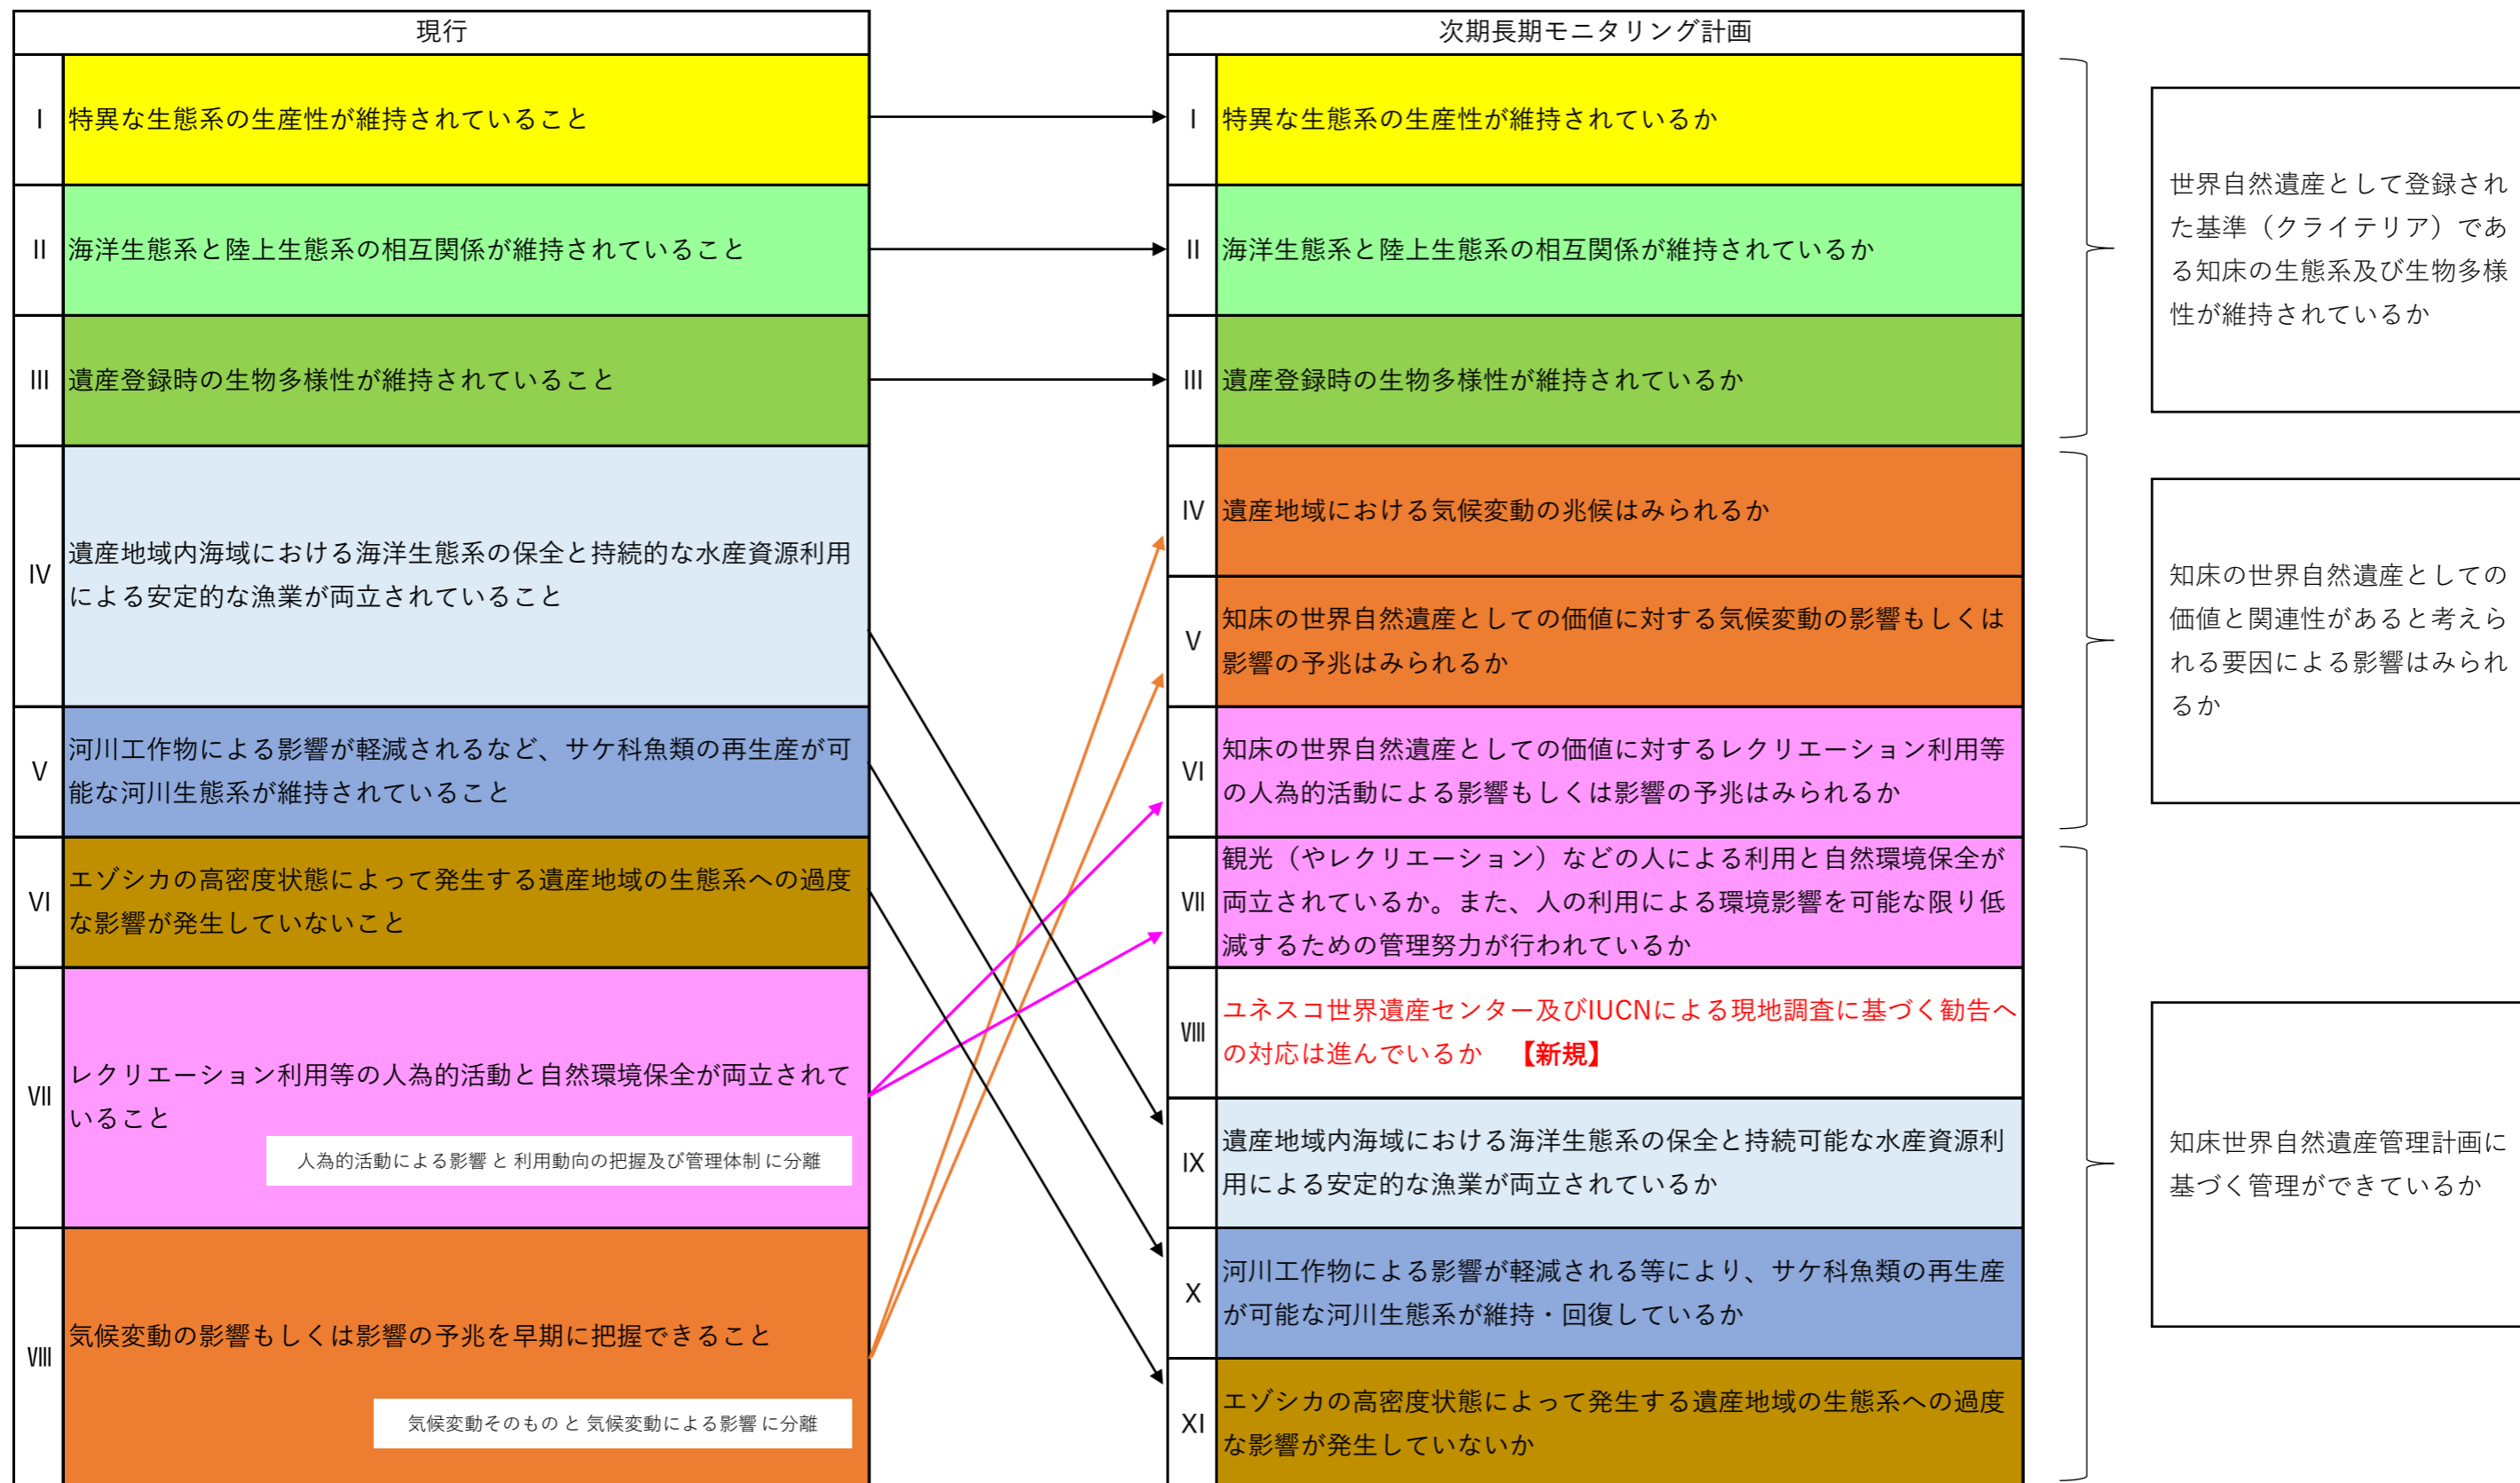 現行
Ⅰ 特異な生態系の生産性が維持されていること
Ⅱ 海洋生態系と陸上生態系の相互関係が維持されていること
Ⅲ 遺産登録時の生物多様性が維持されていること
Ⅳ 遺産地域内海域における海洋生態系の保全と持続的な水産資源利用
による安定的な漁業が両立されていること
Ⅴ 河川工作物による影響が軽減されるなど、サケ科魚類の再生産が可
能な河川生態系が維持されていること
Ⅵ エゾシカの高密度状態によって発生する遺産地域の生態系への過度
な影響が発生していないこと
Ⅶ レクリエーション利用等の人為的活動と自然環境保全が両立されて
いること
人為的活動による影響 と 利用動向の把握及び管理体制 に分離
Ⅷ 気候変動の影響もしくは影響の予兆を早期に把握できること
気候変動そのもの と 気候変動による影響 に分離
次期長期モニタリング計画
Ⅰ 特異な生態系の生産性が維持されているか
Ⅱ 海洋生態系と陸上生態系の相互関係が維持されているか
Ⅲ 遺産登録時の生物多様性が維持されているか
Ⅳ 遺産地域における気候変動の兆候はみられるか
Ⅴ 知床の世界自然遺産としての価値に対する気候変動の影響もしくは
影響の予兆はみられるか
Ⅵ 知床の世界自然遺産としての価値に対するレクリエーション利用等
の人為的活動による影響もしくは影響の予兆はみられるか
Ⅶ 観光（やレクリエーション）などの人による利用と自然環境保全が
両立されているか。また、人の利用による環境影響を可能な限り低
減するための管理努力が行われているか
Ⅷ ユネスコ世界遺産センター及びIUCNによる現地調査に基づく勧告へ
の対応は進んでいるか 【新規】
Ⅸ 遺産地域内海域における海洋生態系の保全と持続可能な水産資源利
用による安定的な漁業が両立されているか
Ⅹ 河川工作物による影響が軽減される等により、サケ科魚類の再生産
が可能な河川生態系が維持・回復しているか
Ⅺ エゾシカの高密度状態によって発生する遺産地域の生態系への過度
な影響が発生していないか
世界自然遺産として登録され
た基準（クライテリア）であ
る知床の生態系及び生物多様
性が維持されているか
知床の世界自然遺産としての
価値と関連性があると考えら
れる要因による影響はみられ
るか
知床世界自然遺産管理計画に
基づく管理ができているか